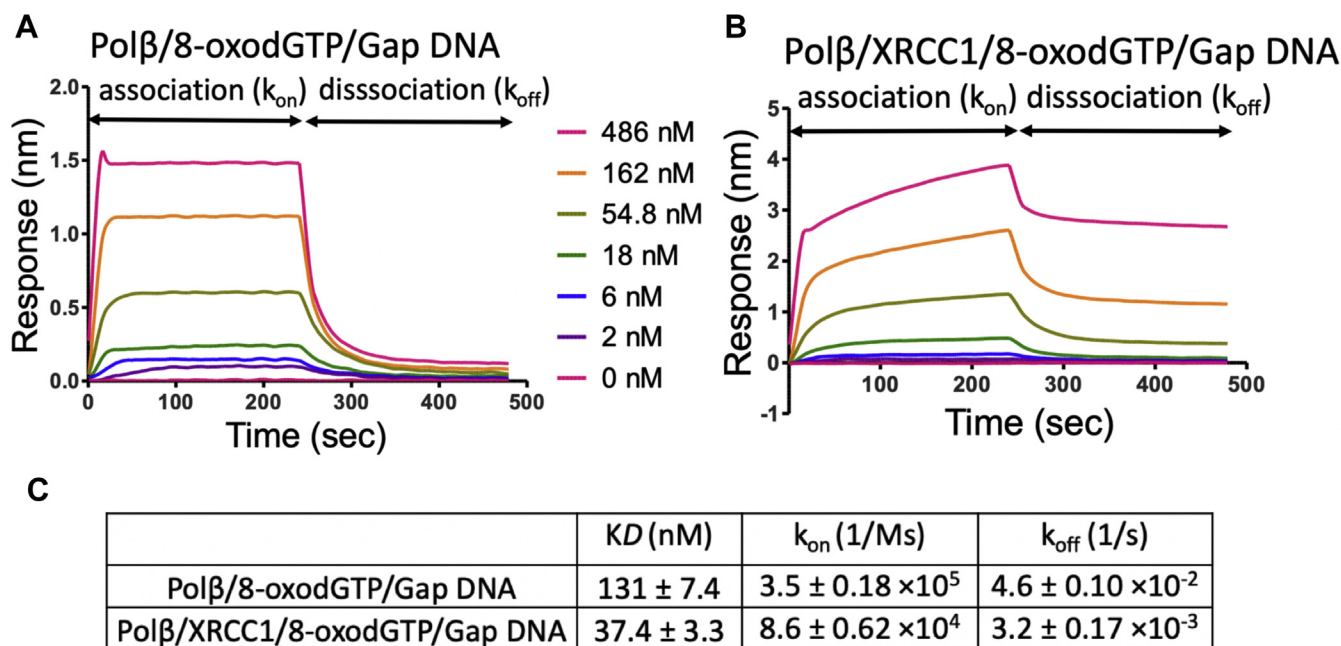 A
Polβ/8-oxodGTP/Gap DNA
association (kon) disssociation (koff)
Response (nm)
2.0
1.5
1.0
0.5
0.0
0 100 200 300 400 500
Time (sec)
486 nM
162 nM
54.8 nM
18 nM
6 nM
2 nM
0 nM
B
Polβ/XRCC1/8-oxodGTP/Gap DNA
association (kon) disssociation (koff)
Response (nm)
5
4
3
2
1
0
-1
100 200 300 400 500
Time (sec)
C
KD (nM) kon (1/Ms) koff (1/s)
Polβ/8-oxodGTP/Gap DNA 131 ± 7.4 3.5 ± 0.18 ×10⁵ 4.6 ± 0.10 ×10⁻²
Polβ/XRCC1/8-oxodGTP/Gap DNA 37.4 ± 3.3 8.6 ± 0.62 ×10⁴ 3.2 ± 0.17 ×10⁻³